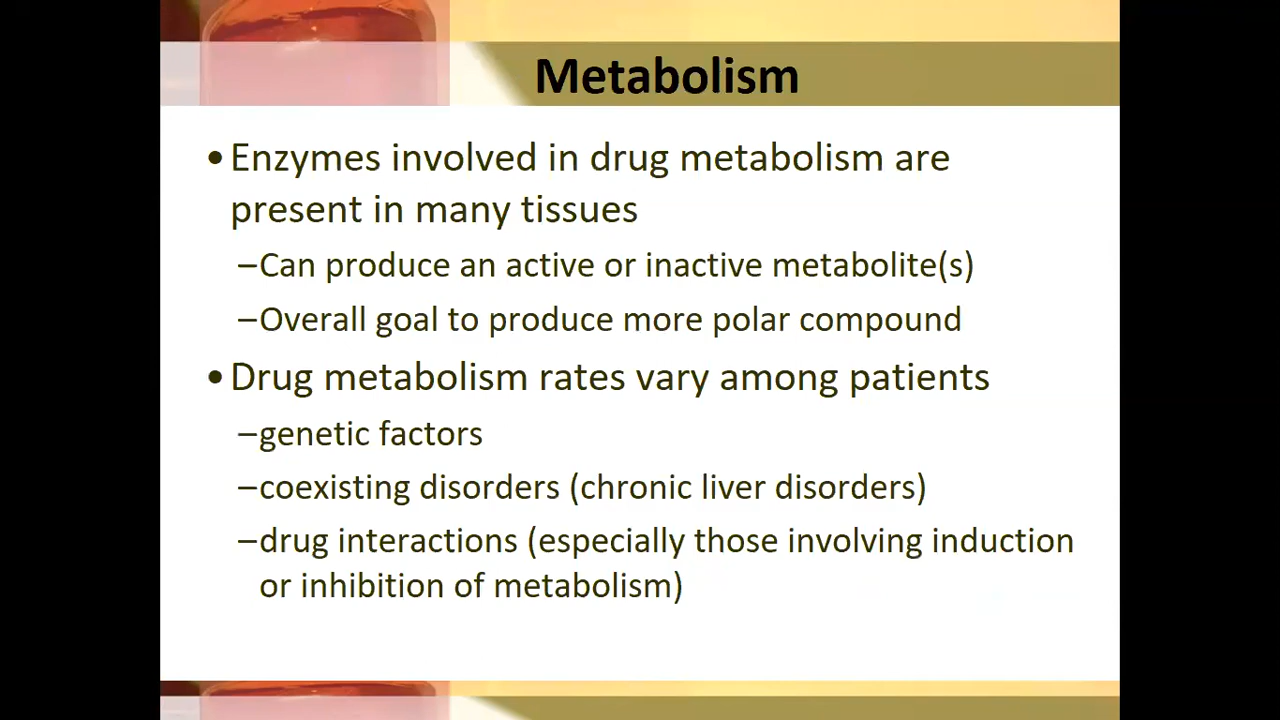 Metabolism
•Enzymes involved in drug metabolism are
present in many tissues
–Can produce an active or inactive metabolite(s)
–Overall goal to produce more polar compound
•Drug metabolism rates vary among patients
–genetic factors
–coexisting disorders (chronic liver disorders)
–drug interactions (especially those involving induction
or inhibition of metabolism)